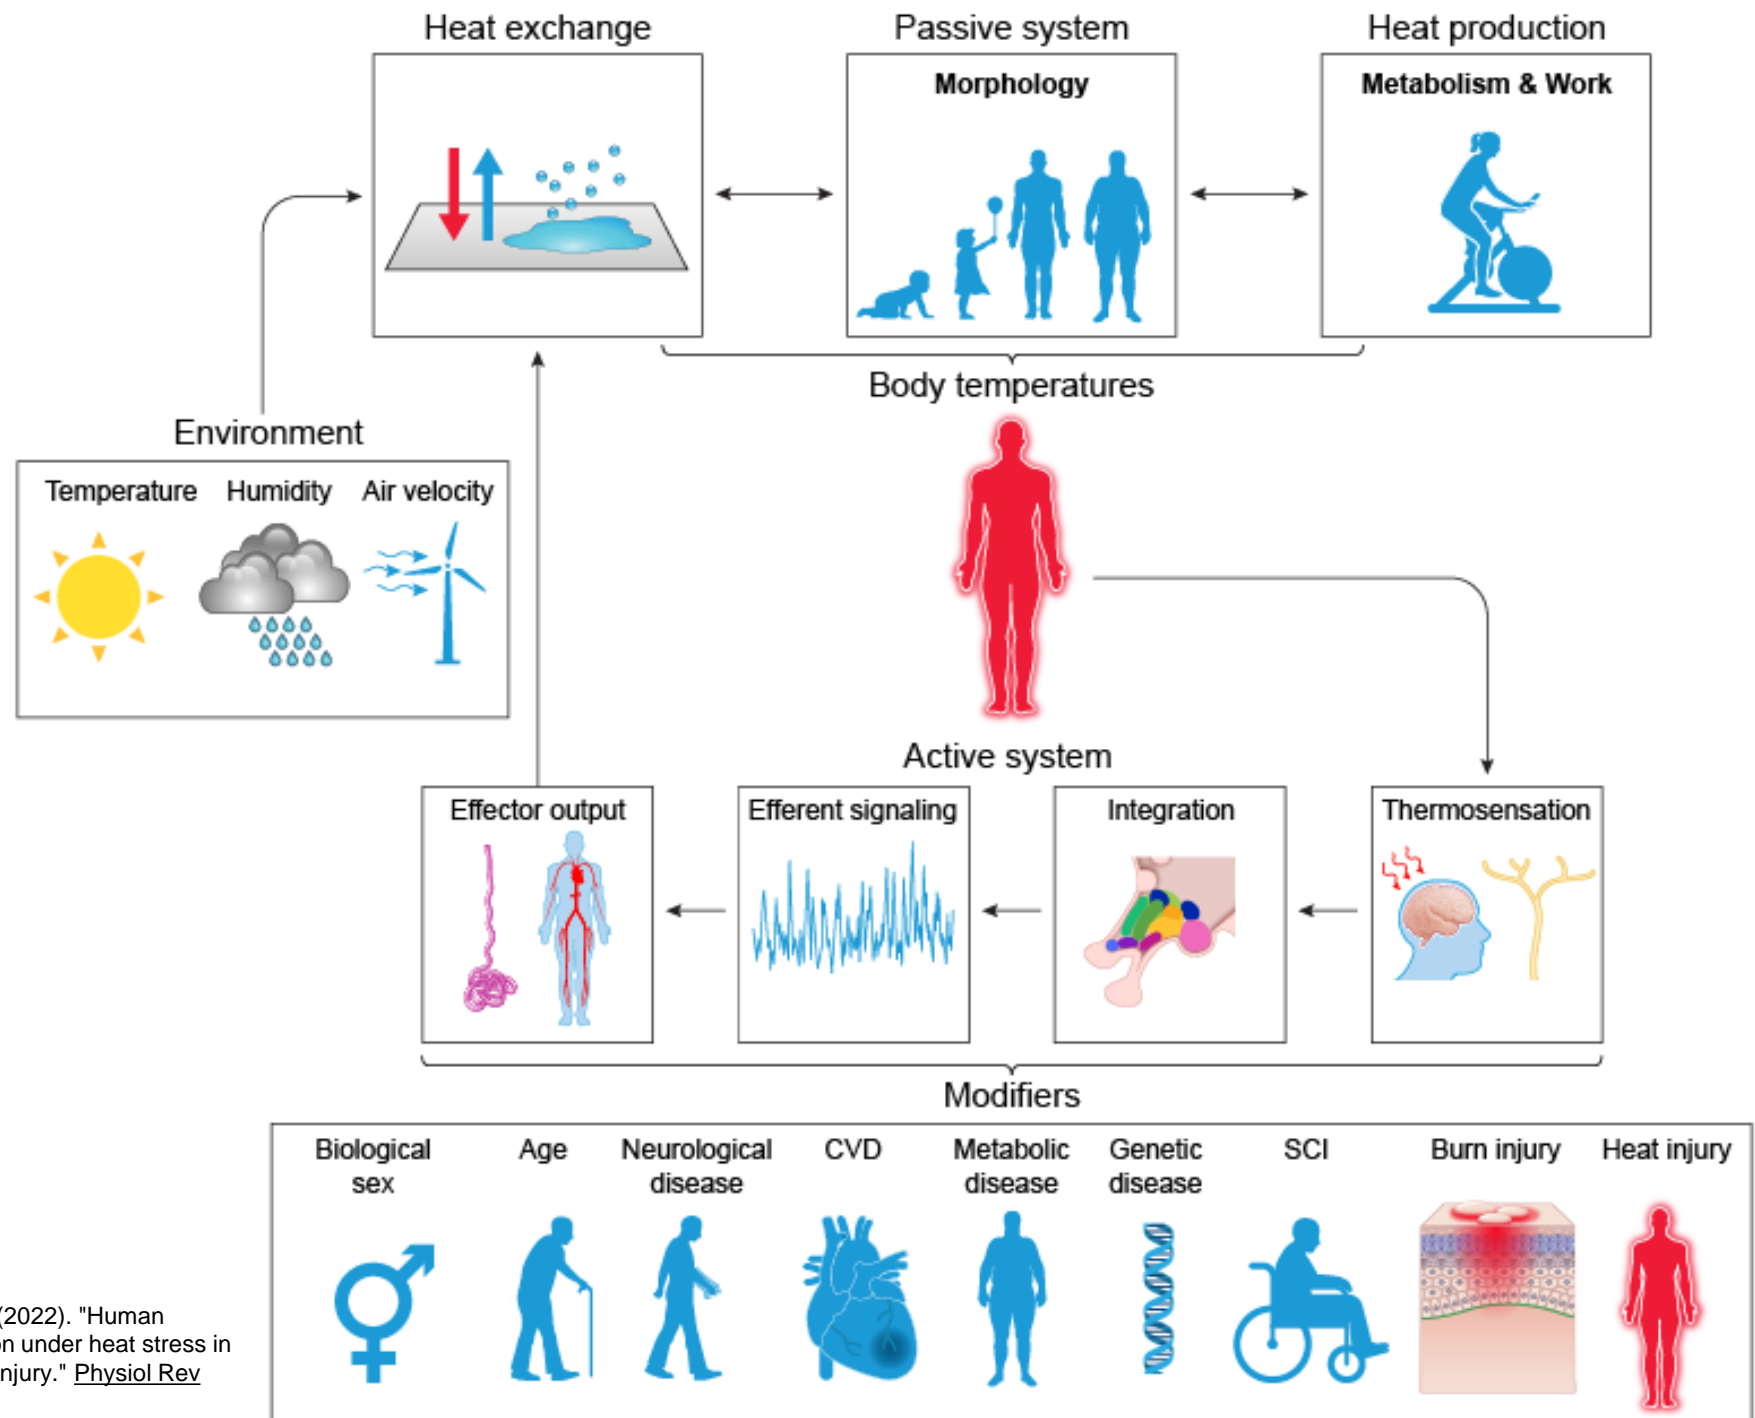 Heat exchange
Passive system
Heat production
Morphology
Metabolism & Work
Body temperatures
Environment
Temperature
Humidity
Air velocity
Active system
Effector output
Efferent signaling
Integration
Thermosensation
Modifiers
Biological
sex
Age
Neurological
disease
CVD
Metabolic
disease
Genetic
disease
SCI
Burn injury
Heat injury
(2022). "Human
under heat stress in
Physiol Rev